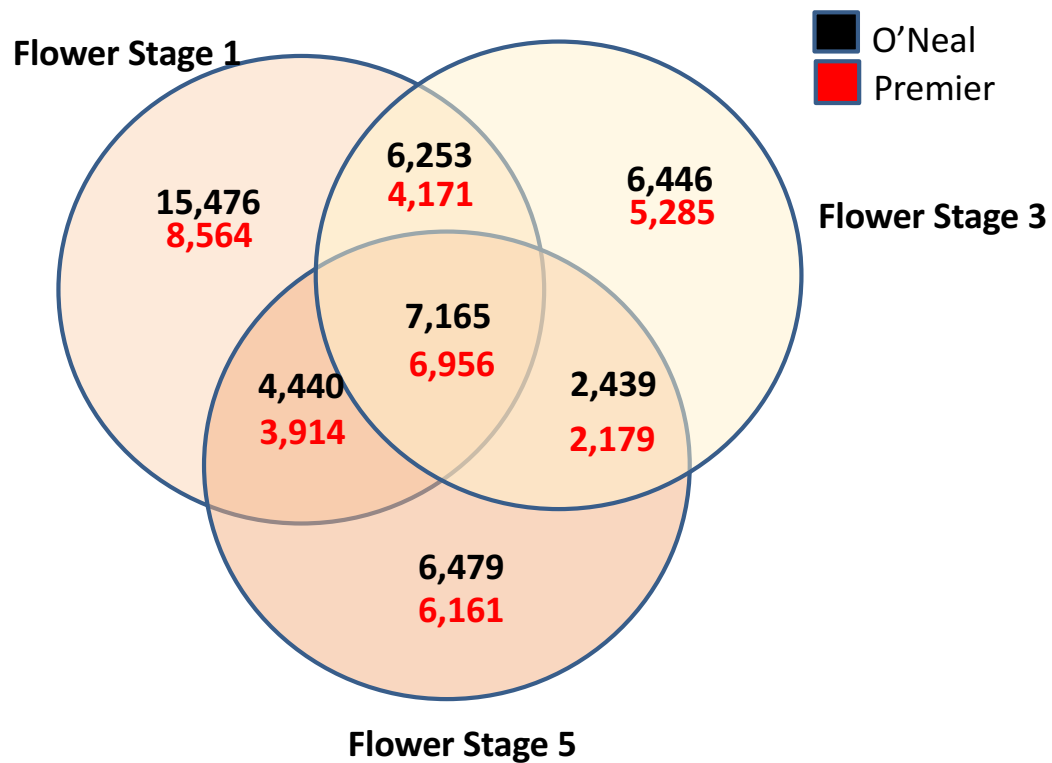 Flower Stage 1
O’Neal
Premier
6,253
4,171
15,476
8,564
6,446
5,285
Flower Stage 3
7,165
6,956
4,440
3,914
2,439
2,179
6,479
6,161
Flower Stage 5